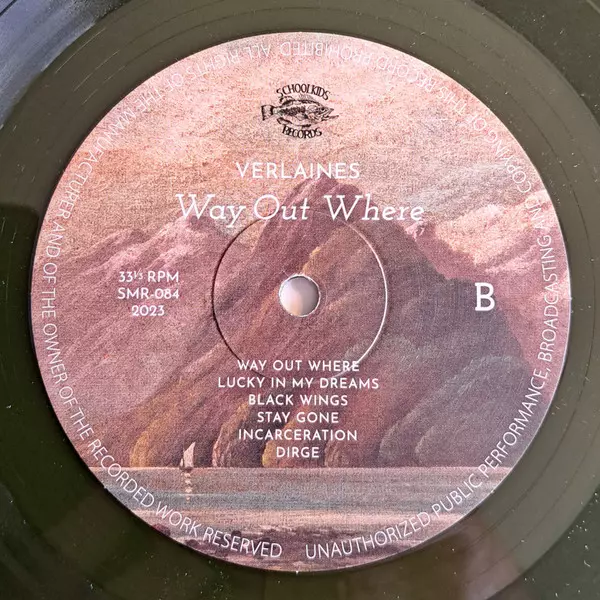 SCHOOLKIDS
RECORDS
VERLAINES
Way Out Where
33⅓ RPM
SMR-084
2023
B
WAY OUT WHERE
LUCKY IN MY DREAMS
BLACK WINGS
STAY GONE
INCARCERATION
DIRGE
ALL RIGHTS OF THE MANUFACTURER AND OF THE OWNER OF THE RECORDED WORK RESERVED
UNAUTHORIZED PUBLIC PERFORMANCE, BROADCASTING AND COPYING OF THIS RECORD PROHIBITED